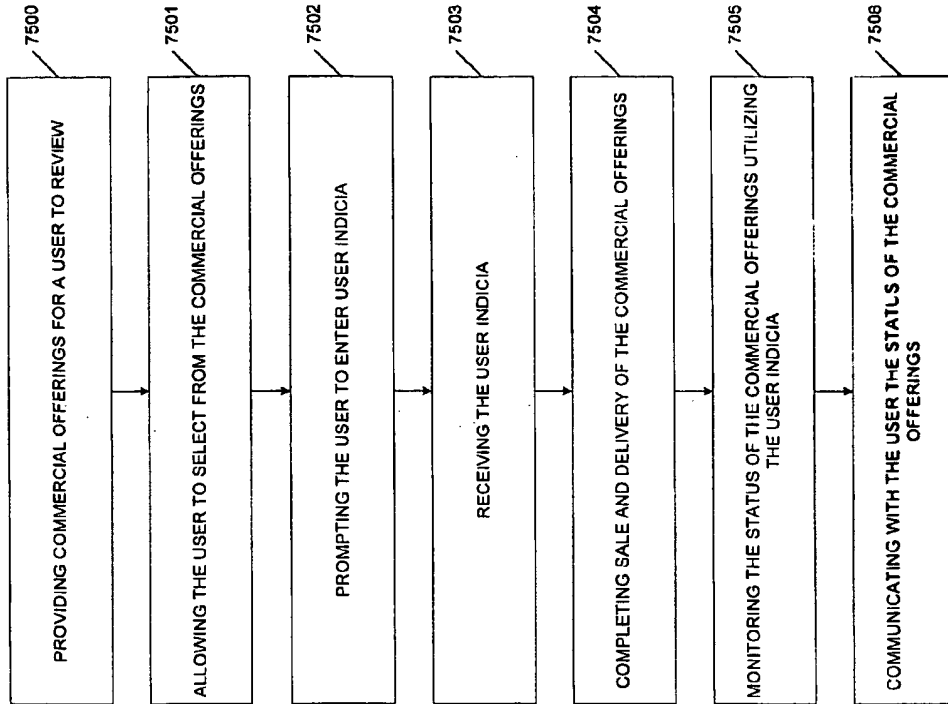 7500
PROVIDING COMMERCIAL OFFERINGS FOR A USER TO REVIEW
7501
ALLOWING THE USER TO SELECT FROM THE COMMERCIAL OFFERINGS
7502
PROMPTING THE USER TO ENTER USER INDICIA
7503
RECEIVING THE USER INDICIA
7504
COMPLETING SALE AND DELIVERY OF THE COMMERCIAL OFFERINGS
7505
MONITORING THE STATUS OF THE COMMERCIAL OFFERINGS UTILIZING
THE USER INDICIA
7508
COMMUNICATING WITH THE USER THE STATUS OF THE COMMERCIAL
OFFERINGS